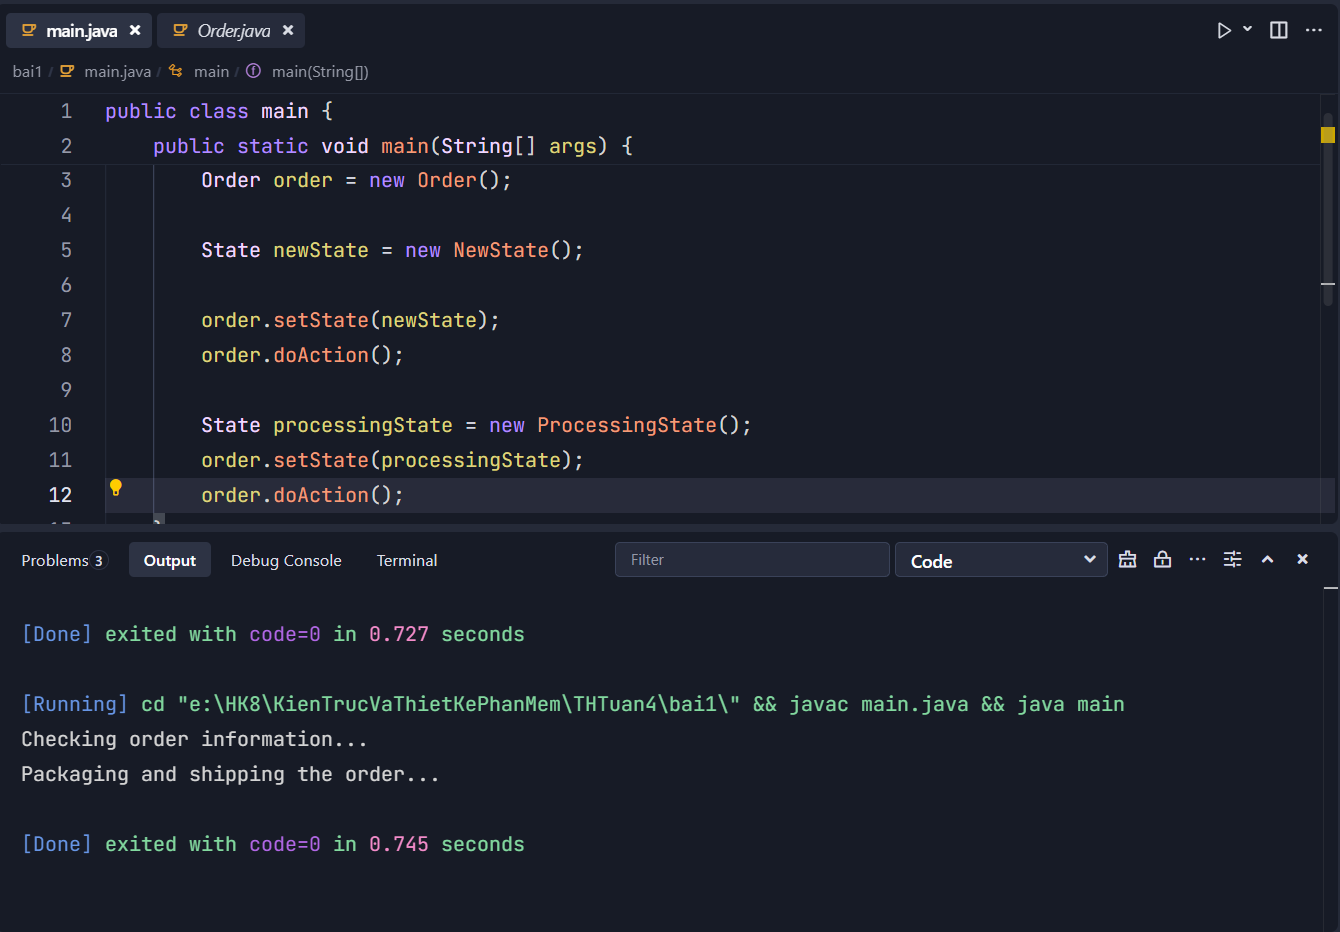 main.java Order.java
bai1 / main.java / main / main(String[])
1 public class main {
2 public static void main(String[] args) {
3 Order order = new Order();
4
5 State newState = new NewState();
6
7 order.setState(newState);
8 order.doAction();
9
10 State processingState = new ProcessingState();
11 order.setState(processingState);
12 order.doAction();
Problems 3 Output Debug Console Terminal Filter Code
[Done] exited with code=0 in 0.727 seconds
[Running] cd "e:\HK8\KienTrucVaThietKePhanMem\THTuan4\bai1\" && javac main.java && java main
Checking order information...
Packaging and shipping the order...
[Done] exited with code=0 in 0.745 seconds